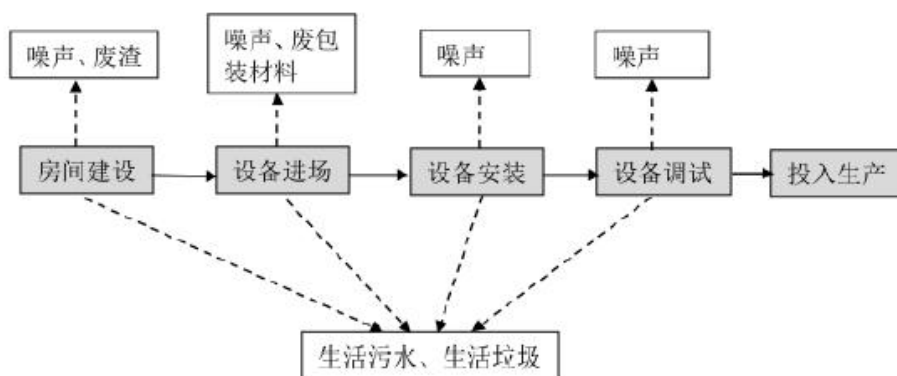 噪声、废渣
噪声、废包
装材料
噪声
噪声
房间建设
设备进场
设备安装
设备调试
投入生产
生活污水、生活垃圾